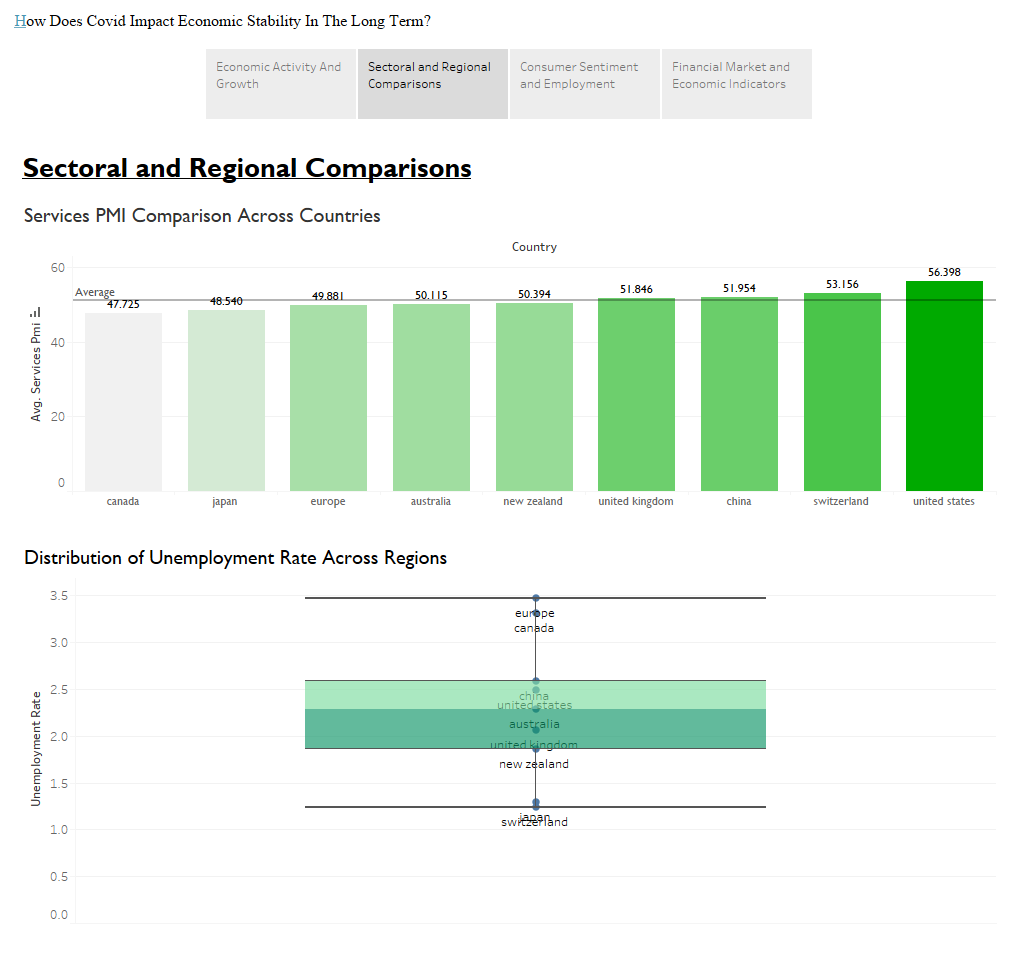 How Does Covid Impact Economic Stability In The Long Term?
Economic Activity And
Growth
Sectoral and Regional
Comparisons
Consumer Sentiment
and Employment
Financial Market and
Economic Indicators
Sectoral and Regional Comparisons
Services PMI Comparison Across Countries
Country
Avg. Services Pmi
60
40
20
0
Average
47.725
48.540
49.881
50.115
50.394
51.846
51.954
53.156
56.398
canada
japan
europe
australia
new zealand
united kingdom
china
switzerland
united states
Distribution of Unemployment Rate Across Regions
Unemployment Rate
3.5
3.0
2.5
2.0
1.5
1.0
0.5
0.0
europe
canada
china
united states
australia
united kingdom
new zealand
japan
switzerland